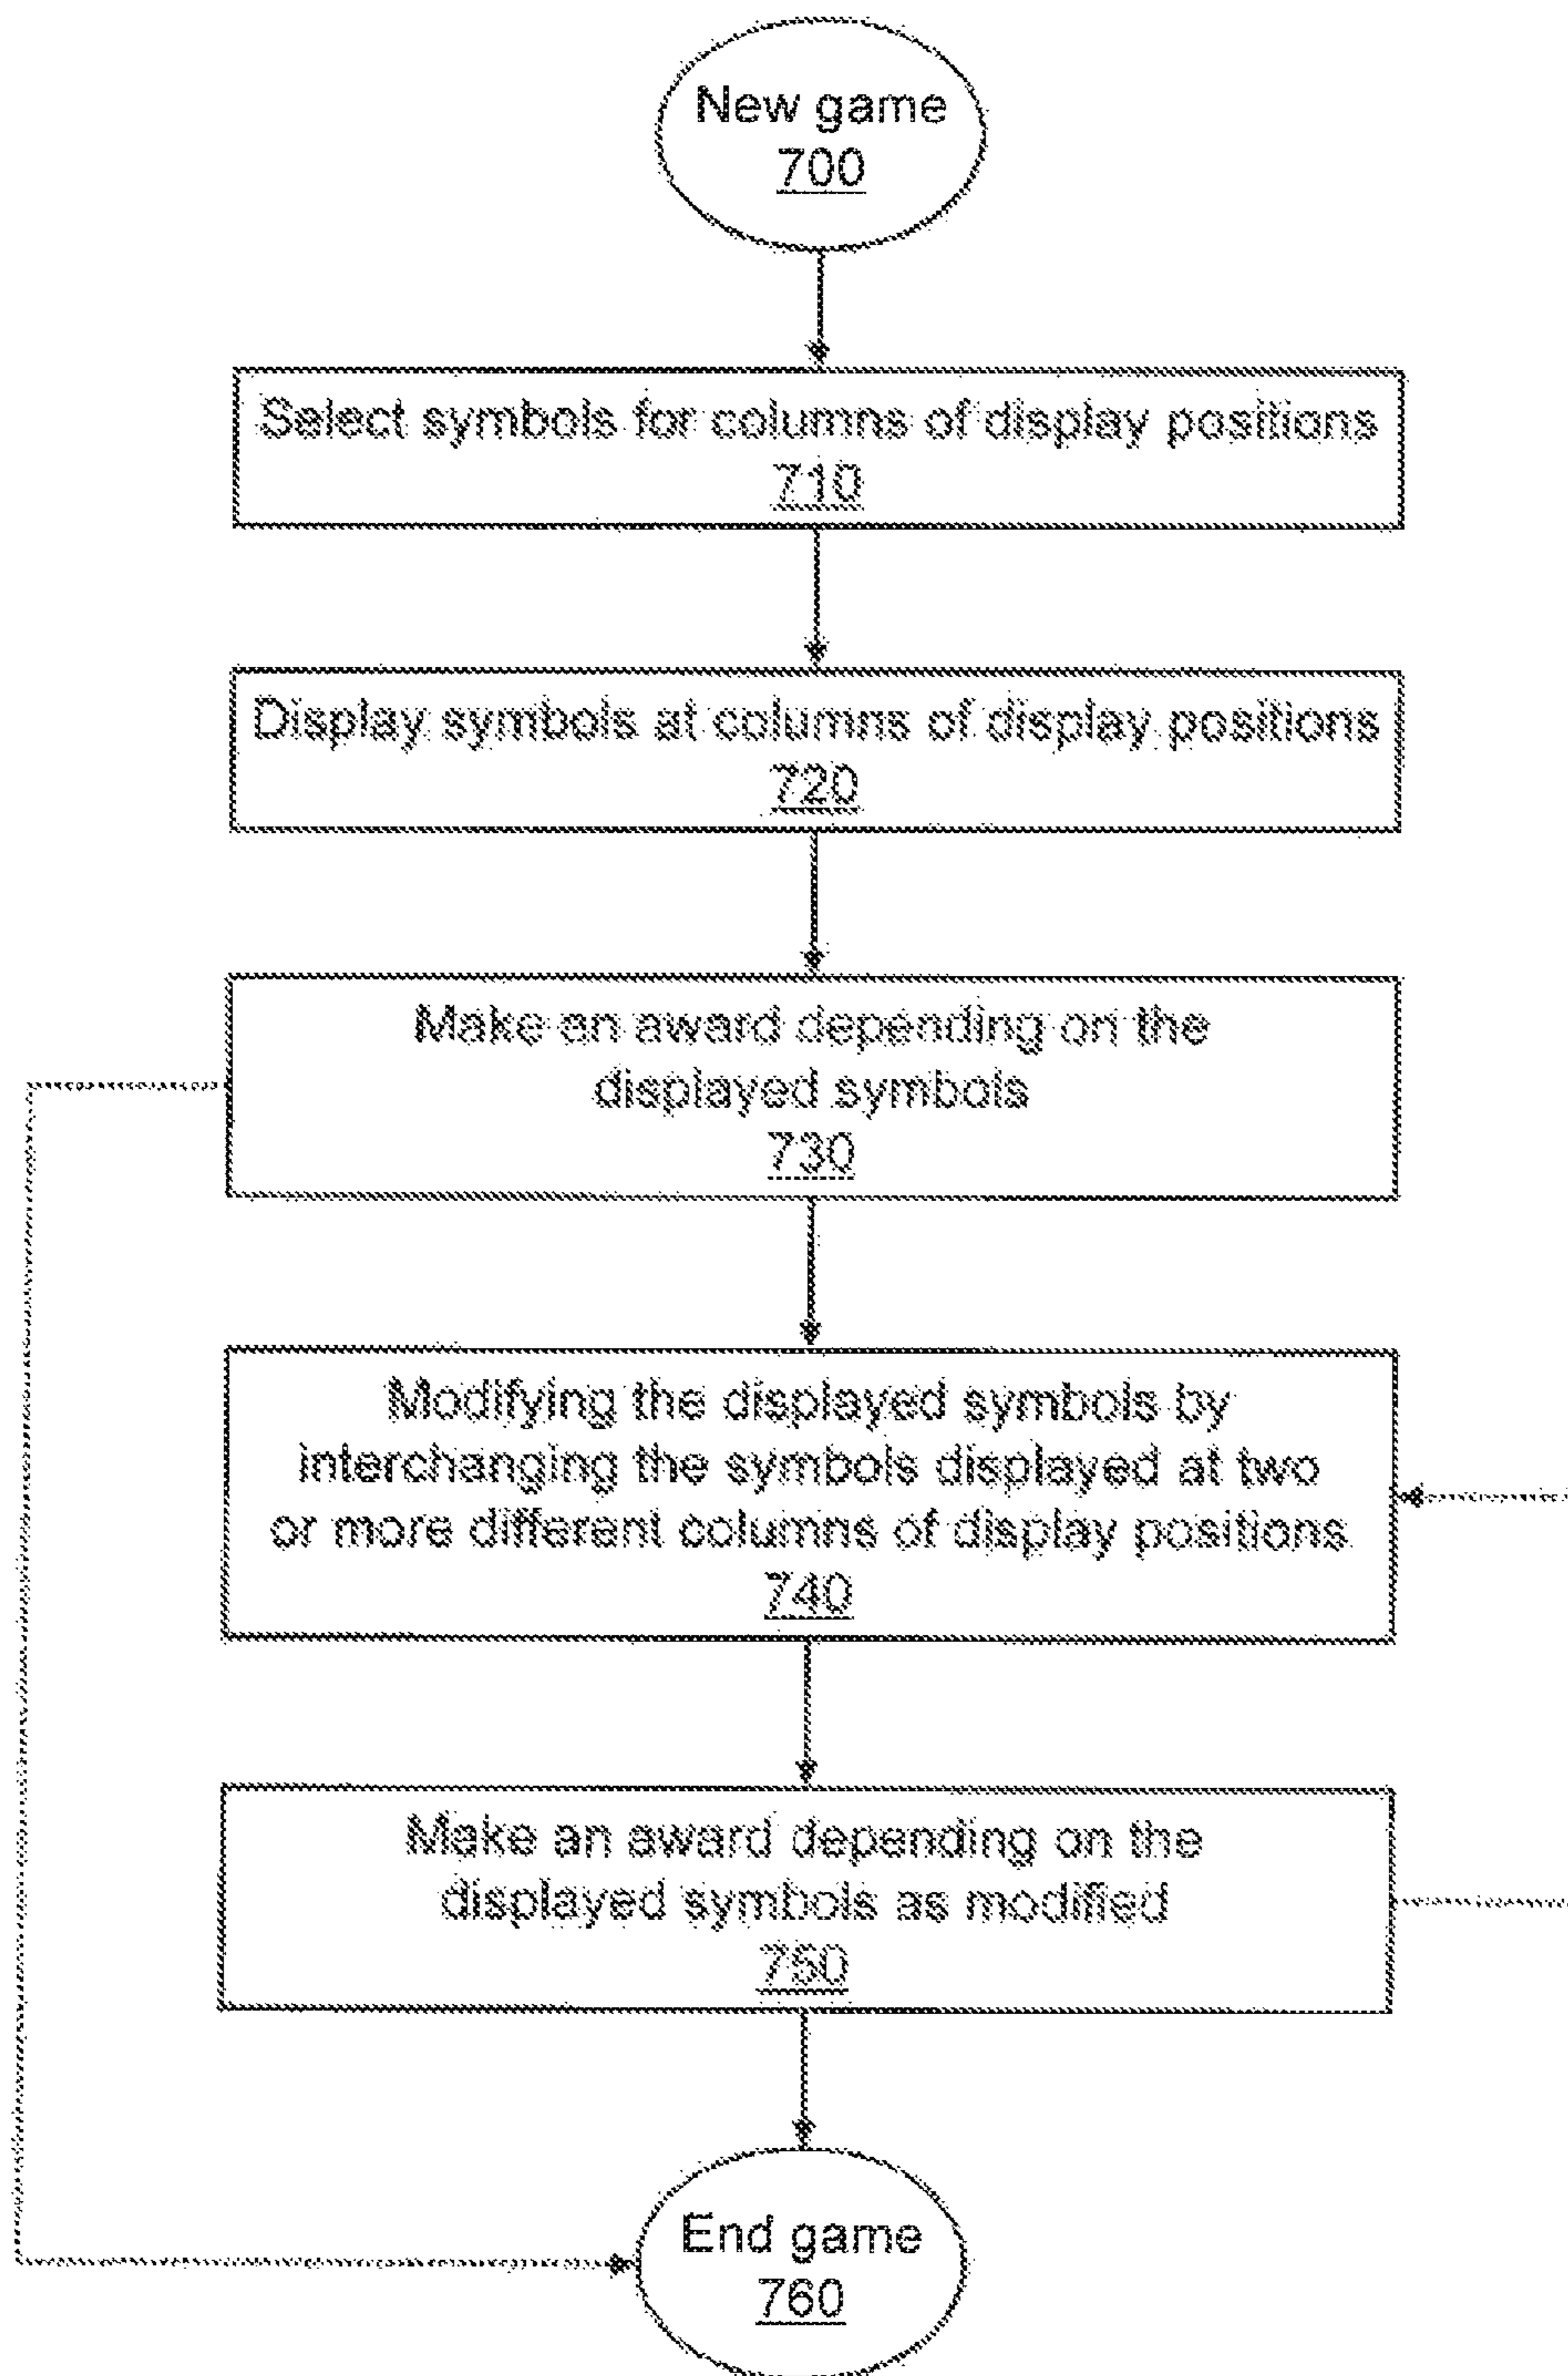 New game
700
Select symbols for columns of display positions
710
Display symbols at columns of display positions
720
Make an award depending on the
displayed symbols
730
Modifying the displayed symbols by
interchanging the symbols displayed at two
or more different columns of display positions
740
Make an award depending on the
displayed symbols as modified
750
End game
760